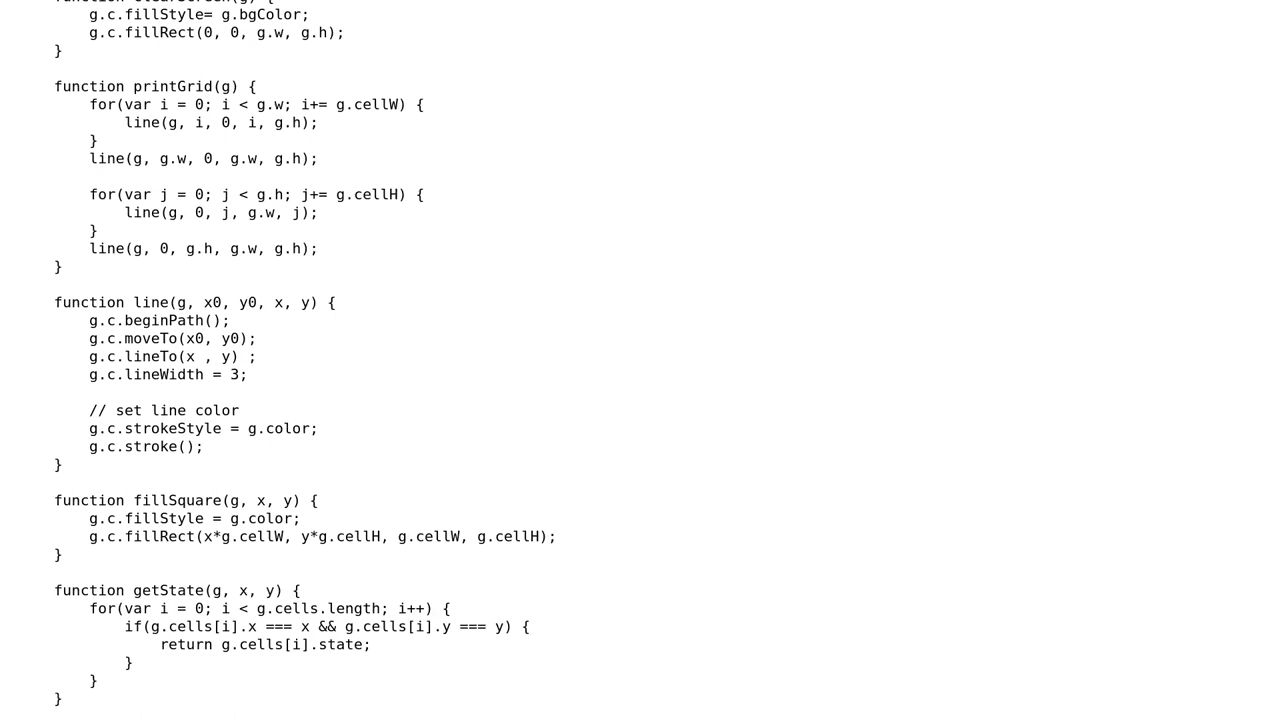 g.c.fillStyle= g.bgColor;
    g.c.fillRect(0, 0, g.w, g.h);
}

function printGrid(g) {
    for(var i = 0; i < g.w; i+= g.cellW) {
        line(g, i, 0, i, g.h);
    }
    line(g, g.w, 0, g.w, g.h);

    for(var j = 0; j < g.h; j+= g.cellH) {
        line(g, 0, j, g.w, j);
    }
    line(g, 0, g.h, g.w, g.h);
}

function line(g, x0, y0, x, y) {
    g.c.beginPath();
    g.c.moveTo(x0, y0);
    g.c.lineTo(x , y) ;
    g.c.lineWidth = 3;

    // set line color
    g.c.strokeStyle = g.color;
    g.c.stroke();
}

function fillSquare(g, x, y) {
    g.c.fillStyle = g.color;
    g.c.fillRect(x*g.cellW, y*g.cellH, g.cellW, g.cellH);
}

function getState(g, x, y) {
    for(var i = 0; i < g.cells.length; i++) {
        if(g.cells[i].x === x && g.cells[i].y === y) {
            return g.cells[i].state;
        }
    }
}